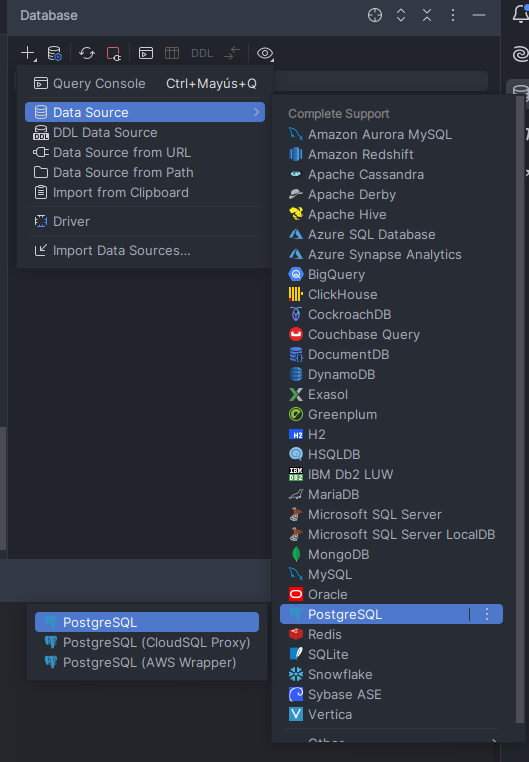 Database
DDL
Query Console Ctrl+Mayús+Q
Data Source
DDL Data Source
Data Source from URL
Data Source from Path
Import from Clipboard
Driver
Import Data Sources...
Complete Support
Amazon Aurora MySQL
Amazon Redshift
Apache Cassandra
Apache Derby
Apache Hive
Azure SQL Database
Azure Synapse Analytics
BigQuery
ClickHouse
CockroachDB
Couchbase Query
DocumentDB
DynamoDB
Exasol
Greenplum
H2
HSQLDB
IBM Db2 LUW
MariaDB
Microsoft SQL Server
Microsoft SQL Server LocalDB
MongoDB
MySQL
Oracle
PostgreSQL
Redis
SQLite
Snowflake
Sybase ASE
Vertica
Other
PostgreSQL
PostgreSQL (CloudSQL Proxy)
PostgreSQL (AWS Wrapper)